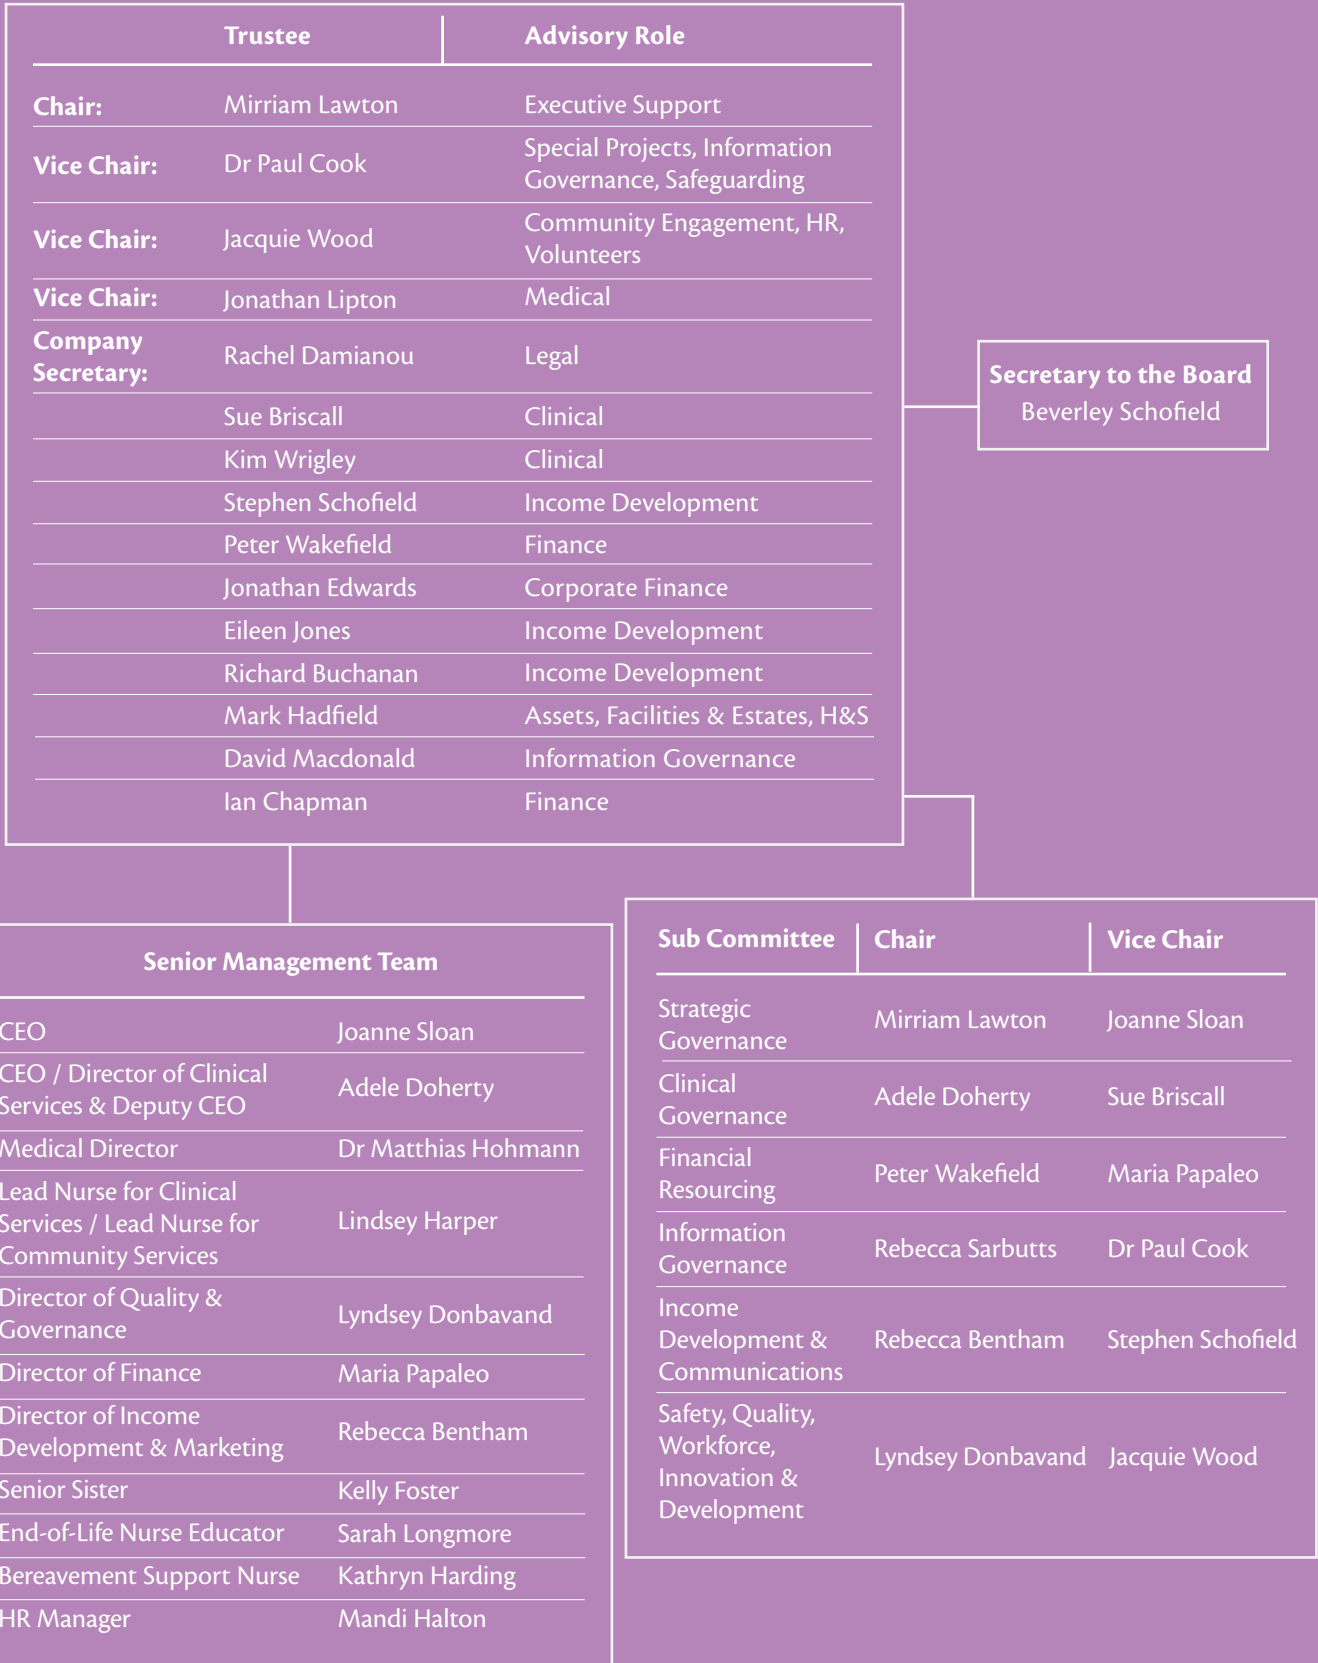 Trustee Advisory Role
Chair: Mirriam Lawton Executive Support
Vice Chair: Dr Paul Cook Special Projects, Information
Governance, Safeguarding
Vice Chair: Jacquie Wood Community Engagement, HR,
Volunteers
Vice Chair: Jonathan Lipton Medical
Company
Secretary: Rachel Damianou Legal
Sue Briscall Clinical
Kim Wrigley Clinical
Stephen Schofield Income Development
Peter Wakefield Finance
Jonathan Edwards Corporate Finance
Eileen Jones Income Development
Richard Buchanan Income Development
Mark Hadfield Assets, Facilities & Estates, H&S
David Macdonald Information Governance
Ian Chapman Finance
Secretary to the Board
Beverley Schofield
Senior Management Team
CEO Joanne Sloan
CEO / Director of Clinical
Services & Deputy CEO Adele Doherty
Medical Director Dr Matthias Hohmann
Lead Nurse for Clinical
Services / Lead Nurse for
Community Services Lindsey Harper
Director of Quality &
Governance Lyndsey Donbavand
Director of Finance Maria Papaleo
Director of Income
Development & Marketing Rebecca Bentham
Senior Sister Kelly Foster
End-of-Life Nurse Educator Sarah Longmore
Bereavement Support Nurse Kathryn Harding
HR Manager Mandi Halton
Sub Committee Chair Vice Chair
Strategic
Governance Mirriam Lawton Joanne Sloan
Clinical
Governance Adele Doherty Sue Briscall
Financial
Resourcing Peter Wakefield Maria Papaleo
Information
Governance Rebecca Sarbutts Dr Paul Cook
Income
Development &
Communications Rebecca Bentham Stephen Schofield
Safety, Quality,
Workforce,
Innovation &
Development Lyndsey Donbavand Jacquie Wood